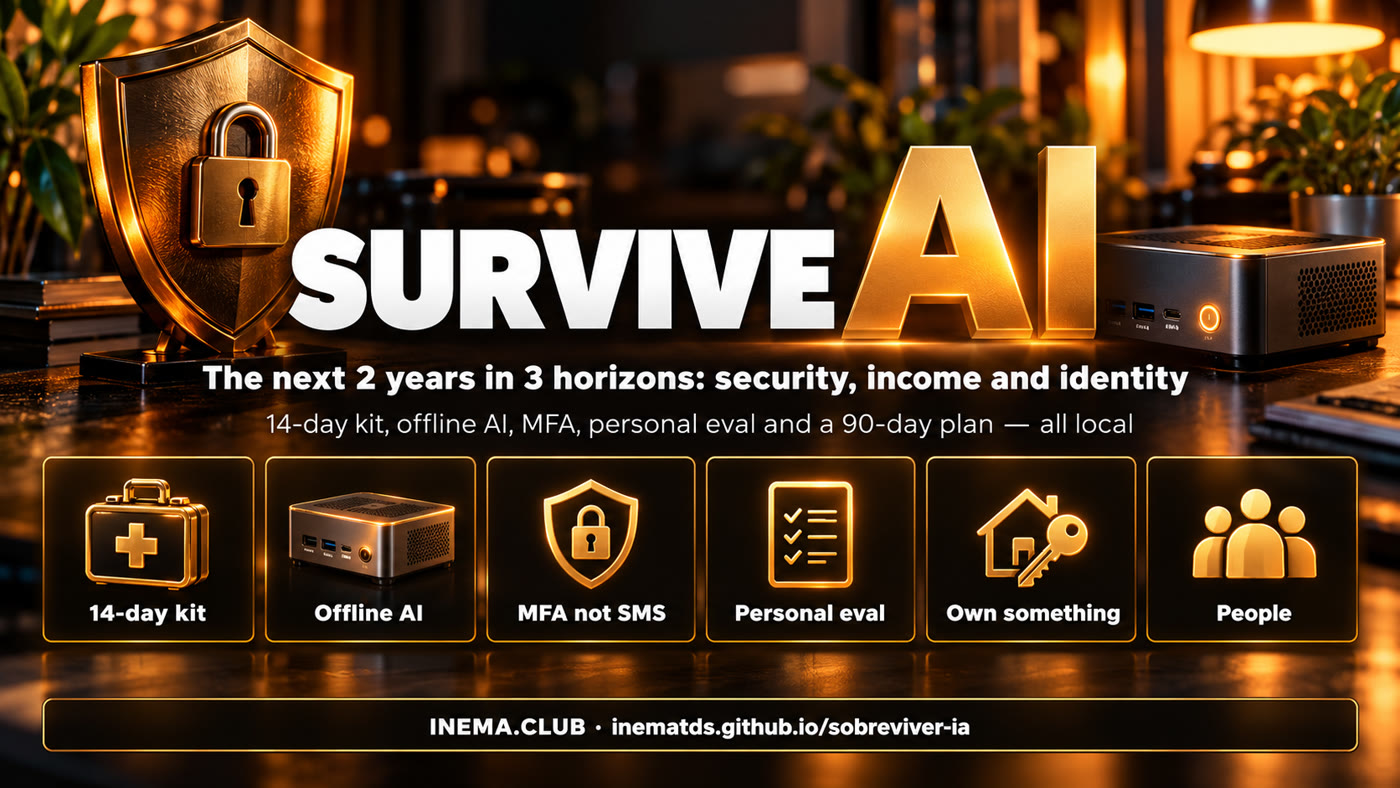 SURVIVE AI
The next 2 years in 3 horizons: security, income and identity
14-day kit, offline AI, MFA, personal eval and a 90-day plan — all local
14-day kit
Offline AI
MFA not SMS
Personal eval
Own something
People
INEMA.CLUB · inematds.github.io/sobreviver-ia